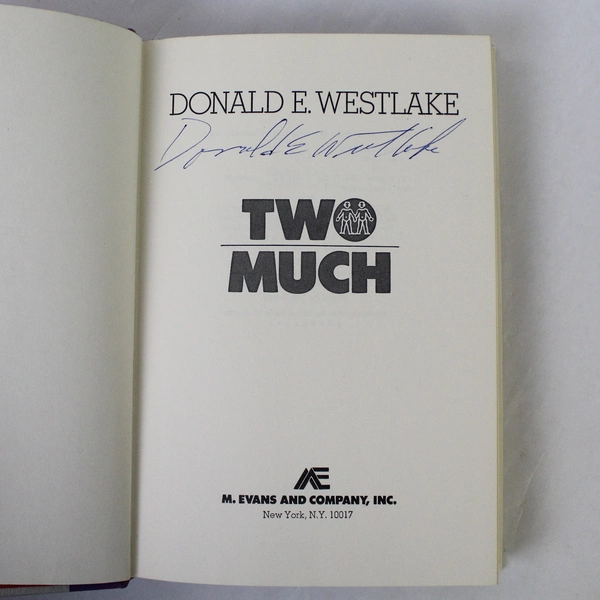 DONALD E. WESTLAKE
Donald E Westlake
TWO
MUCH
M. EVANS AND COMPANY, INC.
New York, N.Y. 10017